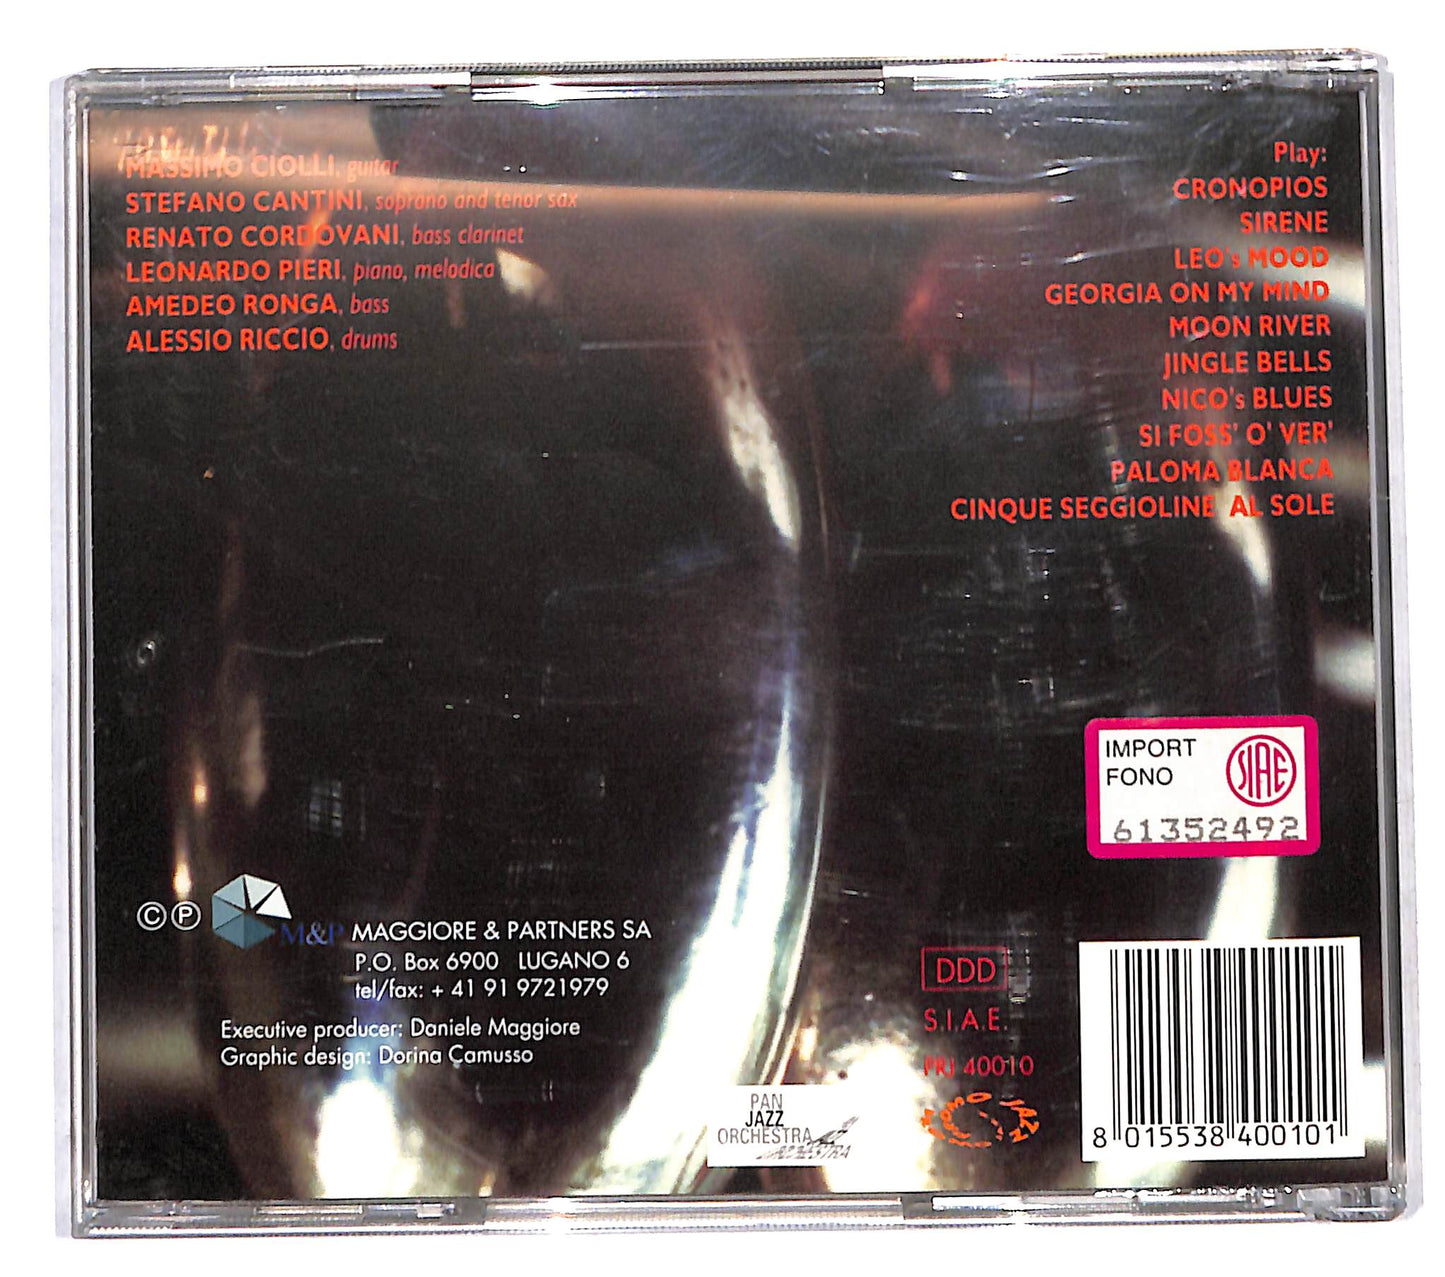 MASSIMO CIOLLI, guitar
STEFANO CANTINI, soprano and tenor sax
RENATO CORDOVANI, bass clarinet
LEONARDO PIERI, piano, melodica
AMEDEO RONGA, bass
ALESSIO RICCIO, drums
Play:
CRONOPIOS
SIRENE
LEO's MOOD
GEORGIA ON MY MIND
MOON RIVER
JINGLE BELLS
NICO's BLUES
SI FOSS' O' VER'
PALOMA BLANCA
CINQUE SEGGIOLINE AL SOLE
IMPORT
FONO
SIAE
61352492
© ℗ M&P MAGGIORE & PARTNERS SA
P.O. Box 6900 LUGANO 6
tel/fax: + 41 91 9721979
Executive producer: Daniele Maggiore
Graphic design: Dorina Camusso
DDD
S.I.A.E.
PRJ 40010
PAN
JAZZ
ORCHESTRA
8 015538 400101